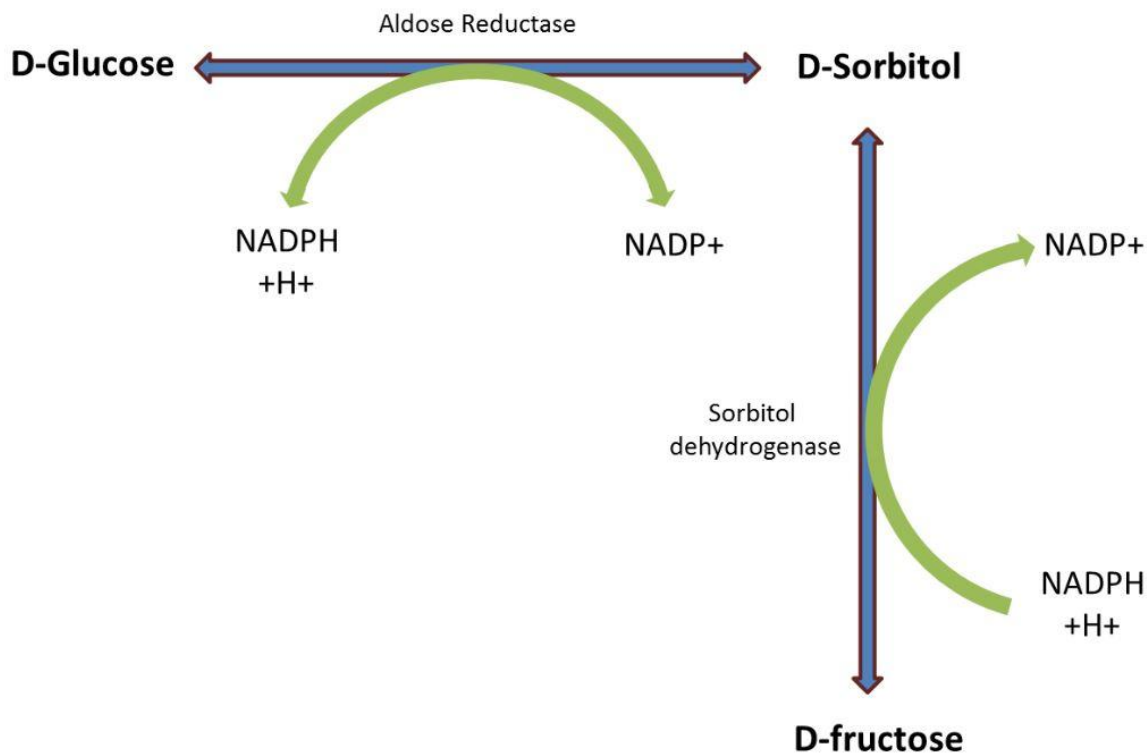 Aldose Reductase
D-Glucose
D-Sorbitol
NADPH
+H+
NADP+
NADP+
Sorbitol
dehydrogenase
NADPH
+H+
D-fructose